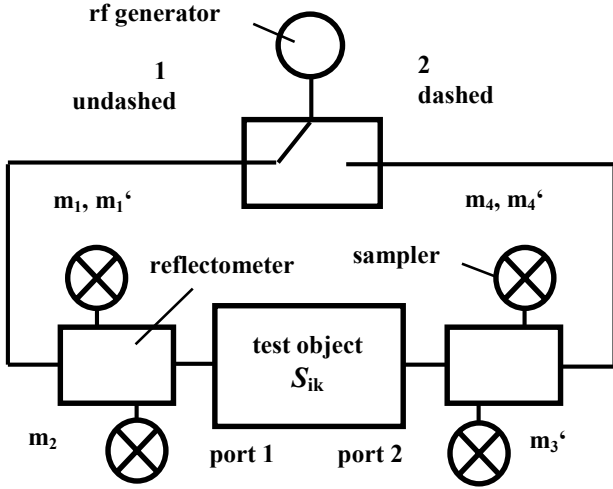 rf generator
1
undashed
2
dashed
m₁, m₁‘
m₄, m₄‘
reflectometer
sampler
test object
Sᵢₖ
m₂
port 1
port 2
m₃‘